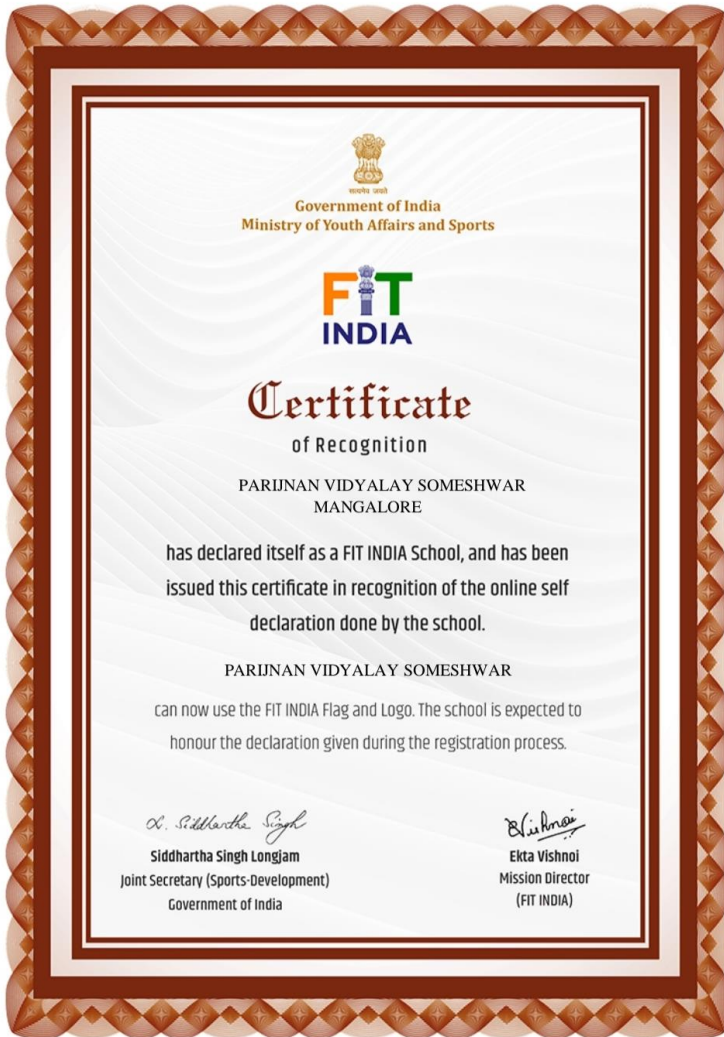 सत्यमेव जयते
Government of India
Ministry of Youth Affairs and Sports
FIT
INDIA
Certificate
of Recognition
PARIJNAN VIDYALAY SOMESHWAR
MANGALORE
has declared itself as a FIT INDIA School, and has been
issued this certificate in recognition of the online self
declaration done by the school.
PARIJNAN VIDYALAY SOMESHWAR
can now use the FIT INDIA Flag and Logo. The school is expected to
honour the declaration given during the registration process.
L. Siddhartha Singh
Siddhartha Singh Longjam
Joint Secretary (Sports-Development)
Government of India
EVishnoi
Ekta Vishnoi
Mission Director
(FIT INDIA)